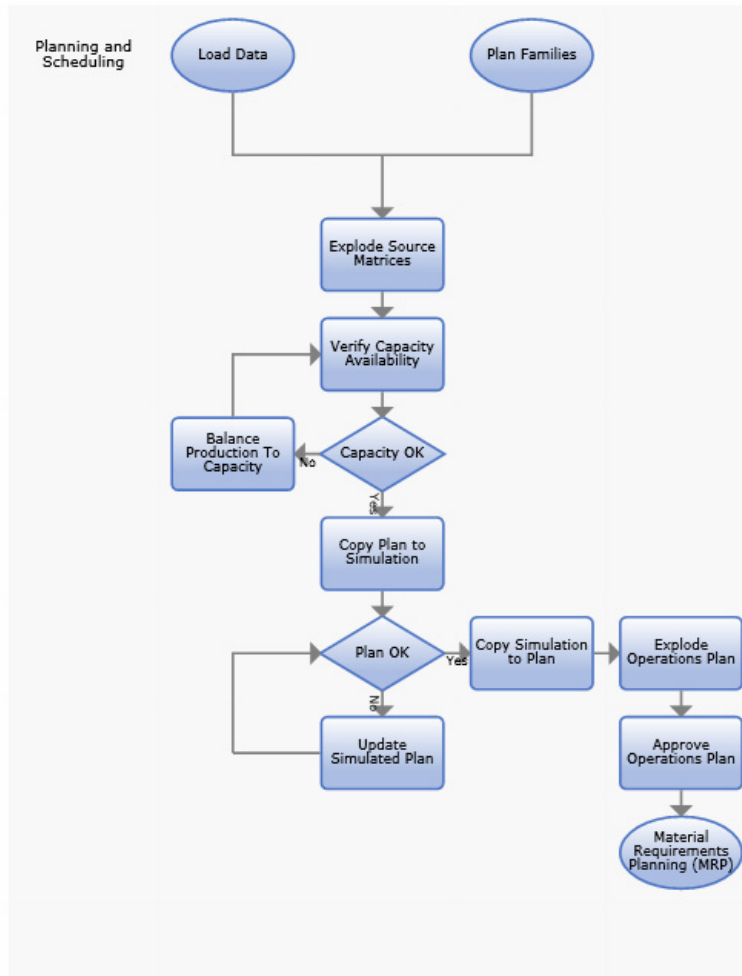 Planning and
Scheduling
Load Data
Plan Families
Explode Source
Matrices
Verify Capacity
Availability
Balance
Production To
Capacity
No
Capacity OK
Yes
Copy Plan to
Simulation
Plan OK
Yes
Copy Simulation
to Plan
Explode
Operations Plan
No
Update
Simulated Plan
Approve
Operations Plan
Material
Requirements
Planning (MRP)